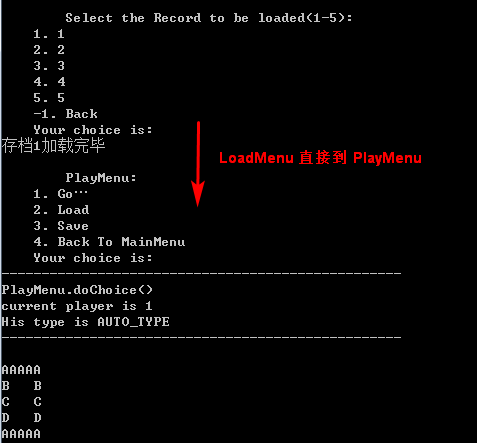 Select the Record to be loaded(1-5):
1. 1
2. 2
3. 3
4. 4
5. 5
-1. Back
Your choice is:
存档1加载完毕
LoadMenu 直接到 PlayMenu
PlayMenu:
1. Go…
2. Load
3. Save
4. Back To MainMenu
Your choice is:
--------------------------------------------------
PlayMenu.doChoice()
current player is 1
His type is AUTO_TYPE
--------------------------------------------------
AAAAA
B   B
C   C
D   D
AAAAA